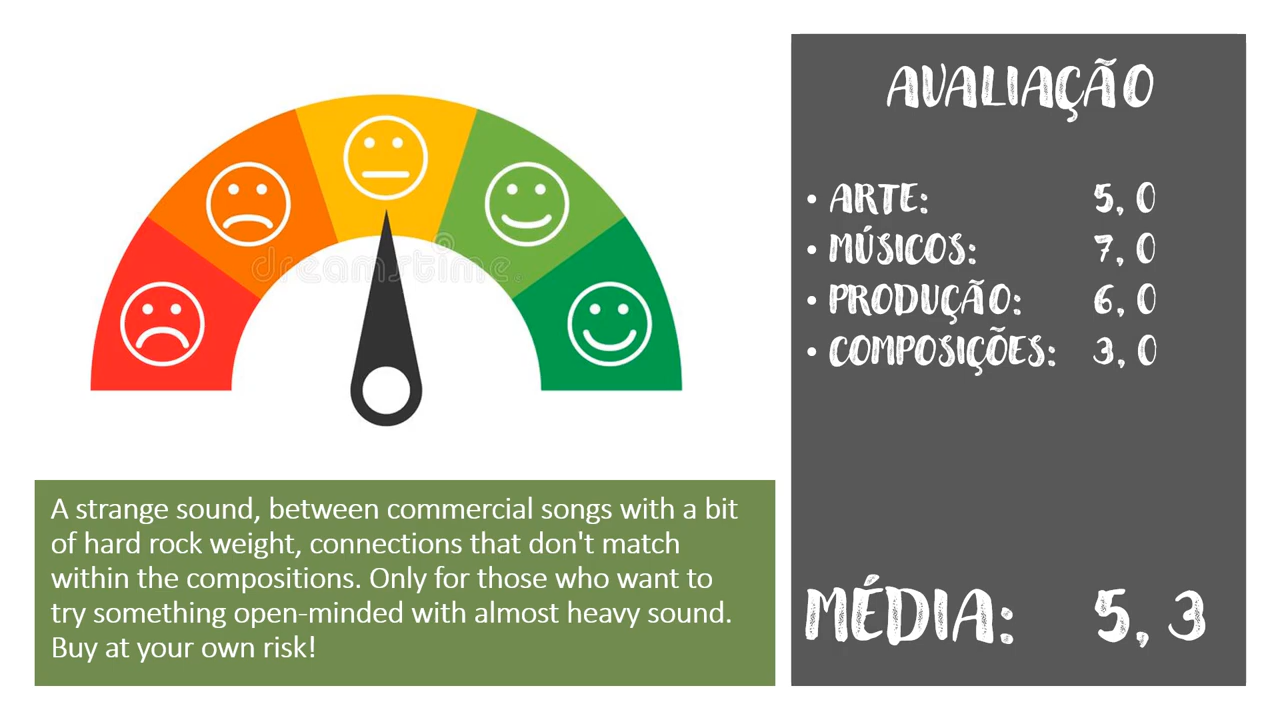 AVALIAÇÃO
• ARTE: 5,0
• MÚSICOS: 7,0
• PRODUÇÃO: 6,0
• COMPOSIÇÕES: 3,0
dreamstime.
A strange sound, between commercial songs with a bit
of hard rock weight, connections that don't match
within the compositions. Only for those who want to
try something open-minded with almost heavy sound.
Buy at your own risk!
MÉDIA: 5,3